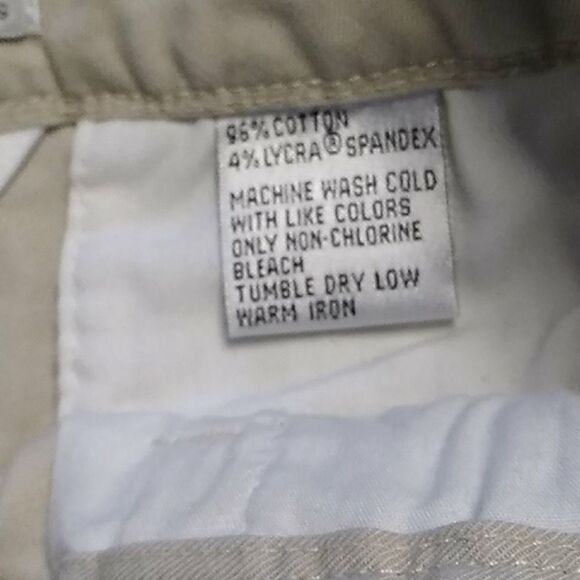 96% COTTON
4% LYCRA® SPANDEX
MACHINE WASH COLD
WITH LIKE COLORS
ONLY NON-CHLORINE
BLEACH
TUMBLE DRY LOW
WARM IRON